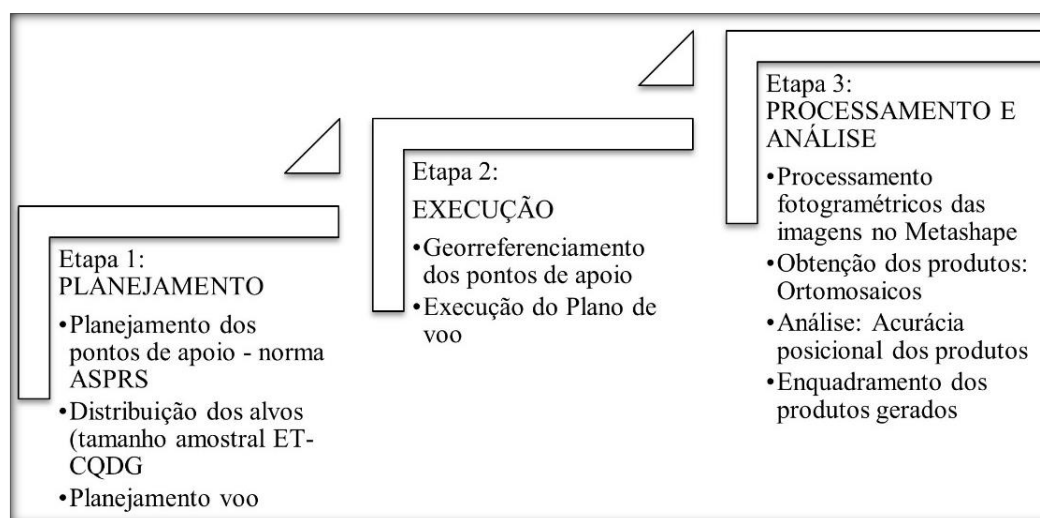 Etapa 1:
PLANEJAMENTO
•Planejamento dos
pontos de apoio - norma
ASPRS
•Distribuição dos alvos
(tamanho amostral ET-
CQDG
•Planejamento voo
Etapa 2:
EXECUÇÃO
•Georreferenciamento
dos pontos de apoio
•Execução do Plano de
voo
Etapa 3:
PROCESSAMENTO E
ANÁLISE
•Processamento
fotogramétricos das
imagens no Metashape
•Obtenção dos produtos:
Ortomosaicos
•Análise: Acurácia
posicional dos produtos
•Enquadramento dos
produtos gerados